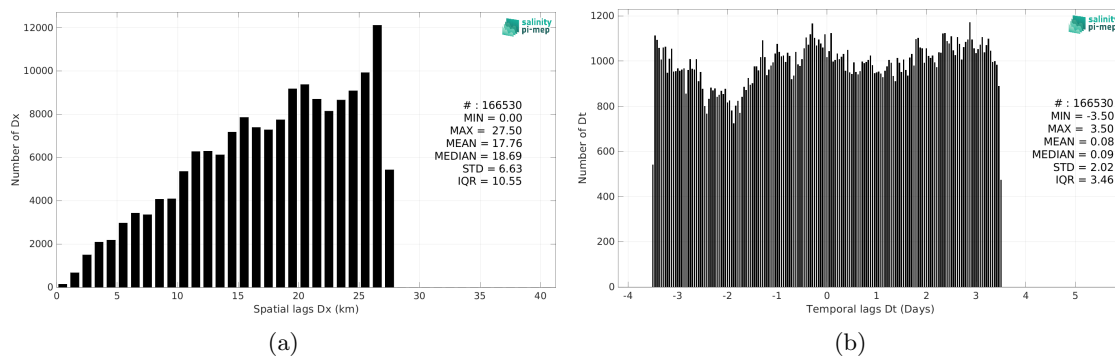 12000
10000
8000
6000
4000
2000
0
Number of Dx
0 5 10 15 20 25 30 35 40
Spatial lags Dx (km)
salinity
pi-mep
# : 166530
MIN = 0.00
MAX = 27.50
MEAN = 17.76
MEDIAN = 18.69
STD = 6.63
IQR = 10.55
(a)
1200
1000
800
600
400
200
0
Number of Dt
-4 -3 -2 -1 0 1 2 3 4 5
Temporal lags Dt (Days)
salinity
pi-mep
# : 166530
MIN = -3.50
MAX = 3.50
MEAN = 0.08
MEDIAN = 0.09
STD = 2.02
IQR = 3.46
(b)